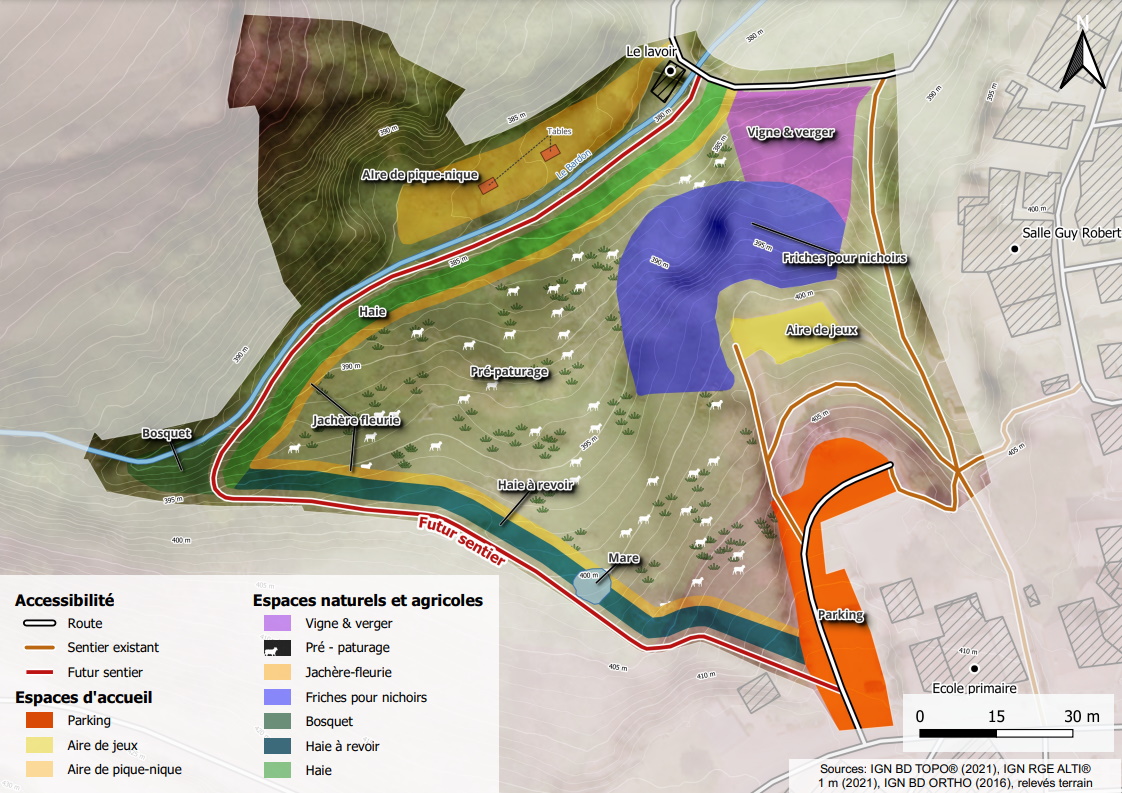 N
380 m
Le lavoir
390 m
395 m
385 m
380 m
390 m
Tables
Vigne & verger
385 m
Aire de pique-nique
Le Bardon
400 m
Salle Guy Robert
395 m
Friches pour nichoirs
390 m
385 m
400 m
Haie
Aire de jeux
390 m
390 m
Pré-paturage
405 m
Jachère fleurie
Bosquet
395 m
405 m
Haie à revoir
395 m
Futur sentier
400 m
Mare
400 m
405 m
Parking
410 m
405 m
410 m
Ecole primaire
Accessibilité
Route
Sentier existant
Futur sentier
Espaces d'accueil
Parking
Aire de jeux
Aire de pique-nique
Espaces naturels et agricoles
Vigne & verger
Pré - paturage
Jachère-fleurie
Friches pour nichoirs
Bosquet
Haie à revoir
Haie
0 15 30 m
Sources: IGN BD TOPO® (2021), IGN RGE ALTI®
1 m (2021), IGN BD ORTHO (2016), relevés terrain